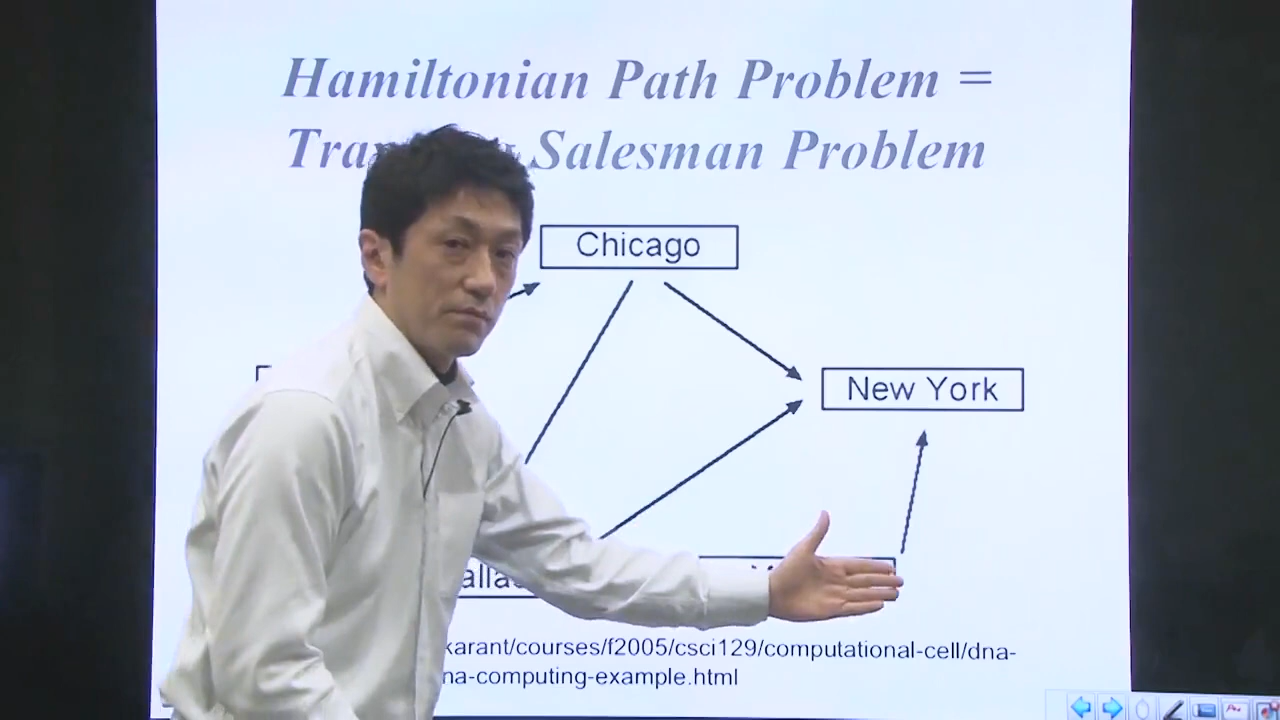 Hamiltonian Path Problem =
Salesman Problem
Chicago
New York
karant/courses/f2005/csci129/computational-cell/dna-
na-computing-example.html